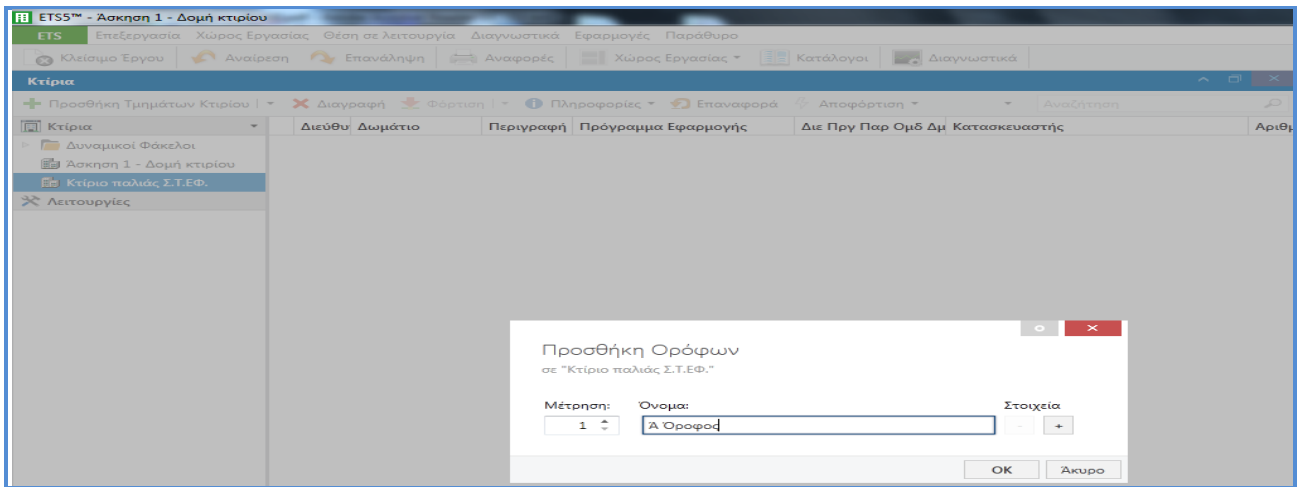 ETS5™ - Άσκηση 1 - Δομή κτιρίου
ETS Επεξεργασία Χώρος Εργασίας Θέση σε λειτουργία Διαγνωστικά Εφαρμογές Παράθυρο
Κλείσιμο Έργου Αναίρεση Επανάληψη Αναφορές Χώρος Εργασίας Κατάλογοι Διαγνωστικά
Κτίρια
Προσθήκη Τμημάτων Κτιρίου Διαγραφή Φόρτιση Πληροφορίες Επαναφορά Αποφόρτιση Αναζήτηση
Κτίρια Διεύθυ Δωμάτιο Περιγραφή Πρόγραμμα Εφαρμογής Διε Πργ Παρ Ομδ Δμ Κατασκευαστής Αριθμ
Δυναμικοί Φάκελοι
Άσκηση 1 - Δομή κτιρίου
Κτίριο παλιάς Σ.Τ.ΕΦ.
Λειτουργίες
Προσθήκη Ορόφων
σε "Κτίριο παλιάς Σ.Τ.ΕΦ."
Μέτρηση: Όνομα: Στοιχεία
1 Ά Όροφος - +
OK Άκυρο